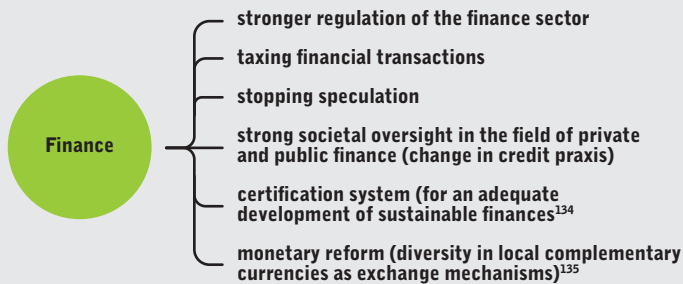 stronger regulation of the finance sector
taxing financial transactions
stopping speculation
Finance
strong societal oversight in the field of private
and public finance (change in credit praxis)
certification system (for an adequate
development of sustainable finances¹³⁴
monetary reform (diversity in local complementary
currencies as exchange mechanisms)¹³⁵